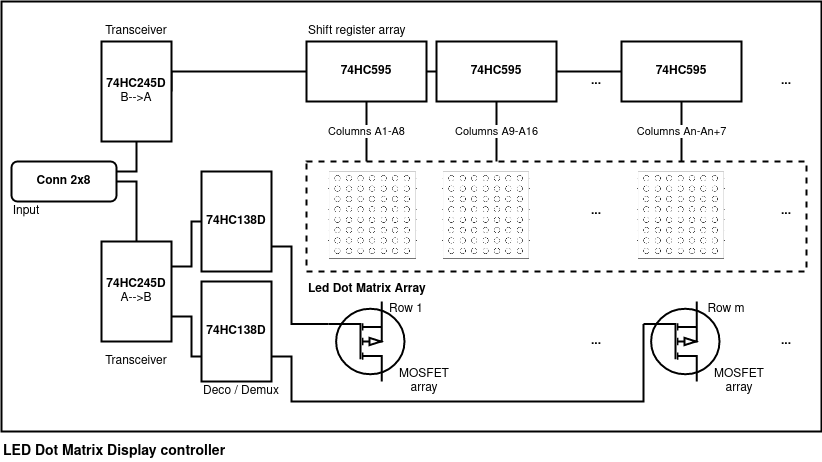 Transceiver
Shift register array
74HC245D
B-->A
74HC595
74HC595
...
74HC595
...
Columns A1-A8
Columns A9-A16
Columns An-An+7
Conn 2x8
Input
74HC138D
...
...
74HC245D
A-->B
Led Dot Matrix Array
74HC138D
Row 1
Row m
...
...
Transceiver
MOSFET
array
MOSFET
array
Deco / Demux
LED Dot Matrix Display controller